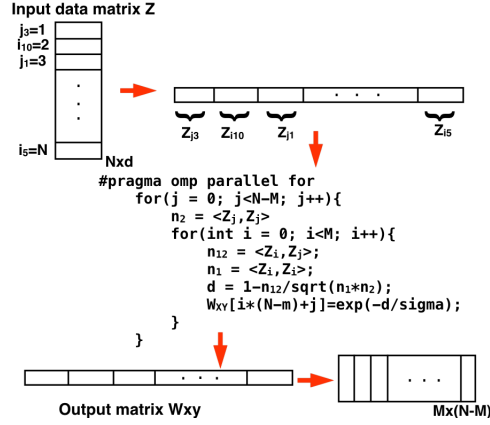 Input data matrix Z
j3=1
i10=2
j1=3
.
.
.
i5=N
Nxd
. . .
Zj3 Zi10 Zj1 Zi5
#pragma omp parallel for
for(j = 0; j<N-M; j++){
n2 = <Zj,Zj>
for(int i = 0; i<M; i++){
n12 = <Zi,Zj>;
n1 = <Zi,Zi>;
d = 1-n12/sqrt(n1*n2);
WXY[i*(N-m)+j]=exp(-d/sigma);
}
}
. . .
. . .
Output matrix Wxy
Mx(N-M)